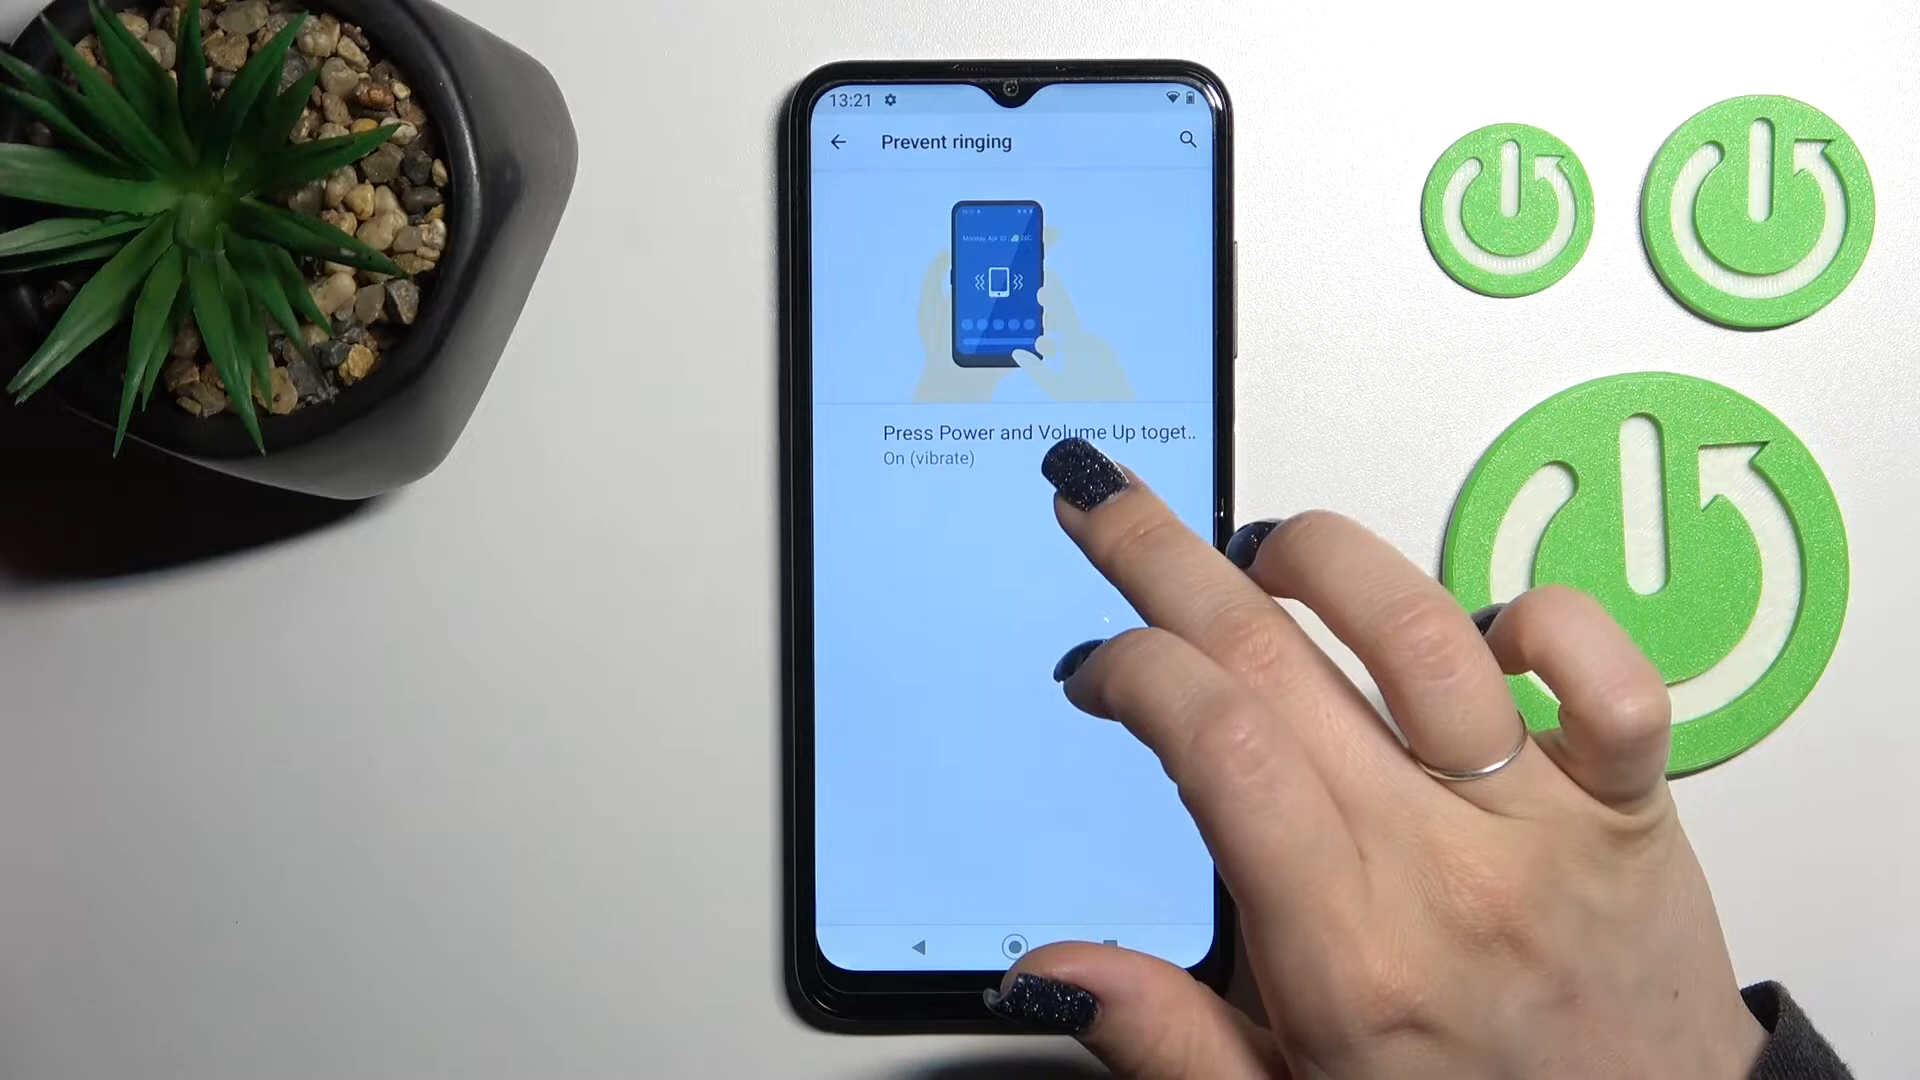 13:21
Prevent ringing
Press Power and Volume Up toget..
On (vibrate)